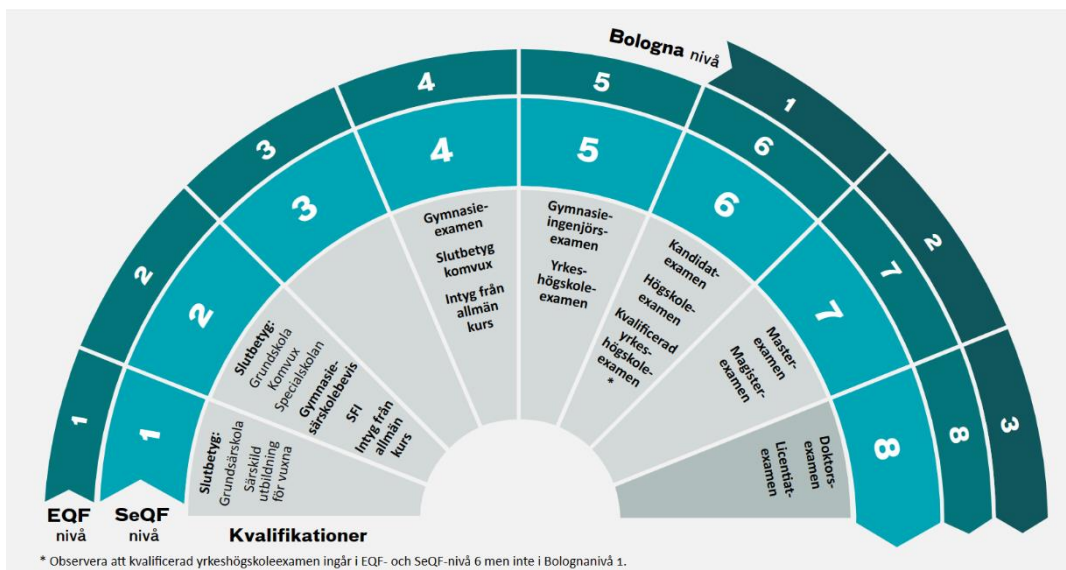 Bologna nivå
1
2
3
1
2
3
4
5
6
7
8
1
2
3
4
5
6
7
8
Slutbetyg:
Grundsärskola
Särskild
utbildning
för vuxna
Slutbetyg:
Grundskola
Komvux
Specialskolan
Gymnasie-
särskolebevis
SFI
Intyg från
allmän
kurs
Gymnasie-
examen
Slutbetyg
komvux
Intyg från
allmän
kurs
Gymnasie-
ingenjörs-
examen
Yrkes-
högskole-
examen
Kandidat-
examen
Högskole-
examen
Kvalificerad
yrkes-
högskole-
examen
*
Master-
examen
Magister-
examen
Doktors-
examen
Licentiat-
examen
EQF
nivå
SeQF
nivå
Kvalifikationer
* Observera att kvalificerad yrkeshögskoleexamen ingår i EQF- och SeQF-nivå 6 men inte i Bolognanivå 1.